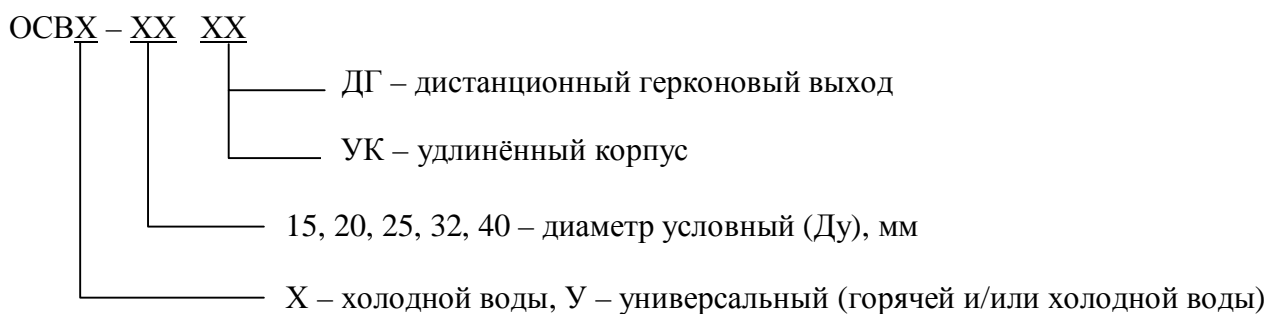 ОСВХ – ХХ ХХ
ДГ – дистанционный герконовый выход
УК – удлинённый корпус
15, 20, 25, 32, 40 – диаметр условный (Ду), мм
Х – холодной воды, У – универсальный (горячей и/или холодной воды)